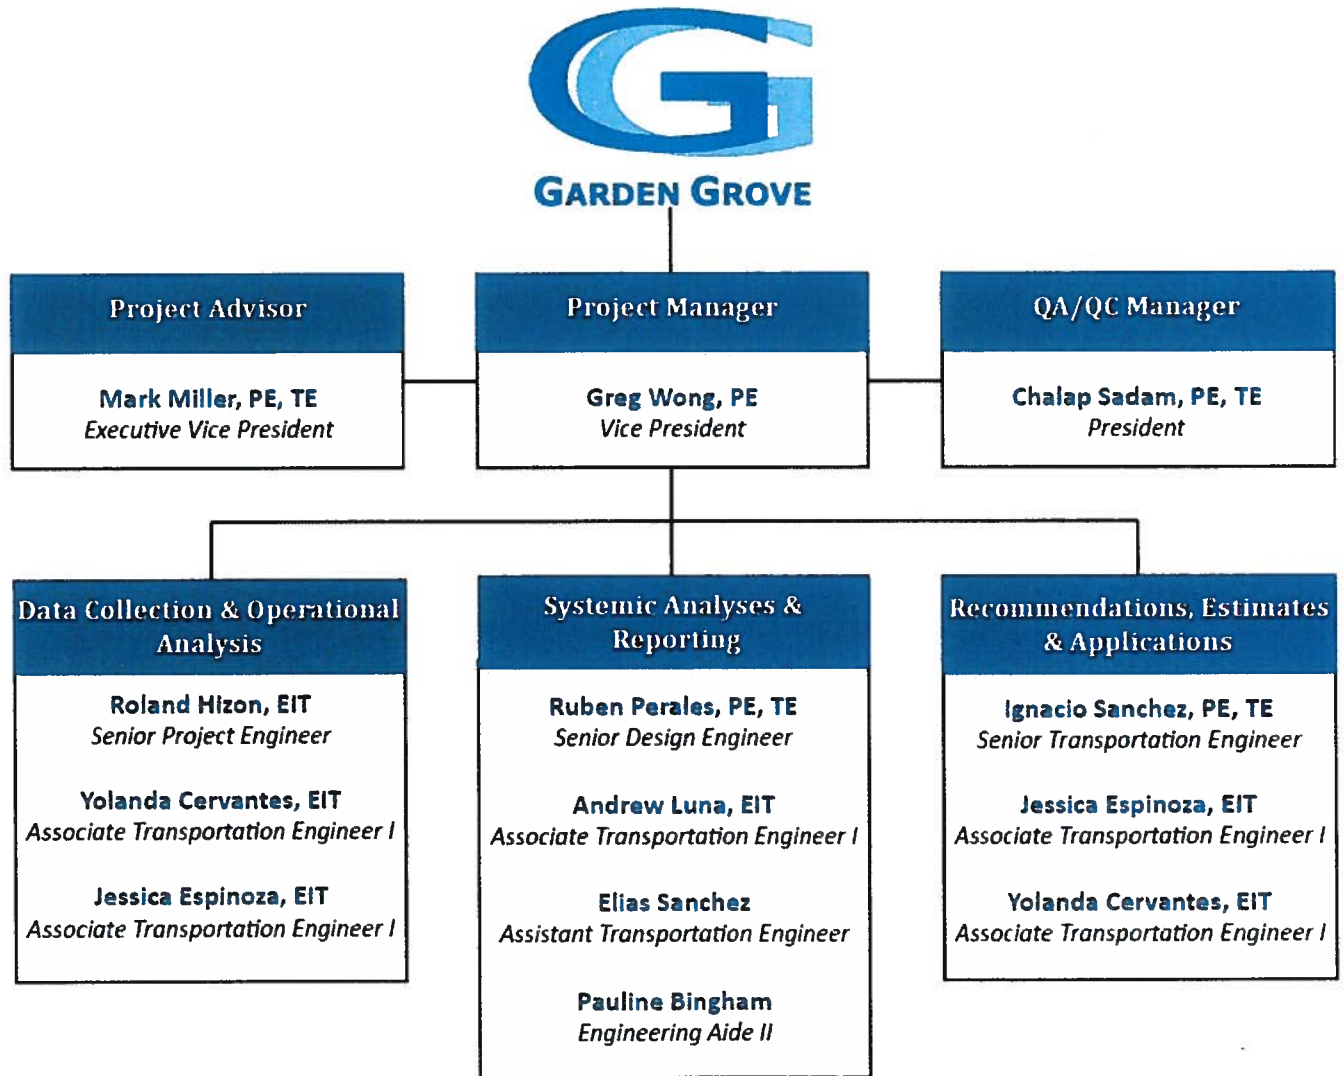 GG
GARDEN GROVE
Project Advisor
Mark Miller, PE, TE
Executive Vice President
Project Manager
Greg Wong, PE
Vice President
QA/QC Manager
Chalap Sadam, PE, TE
President
Data Collection & Operational
Analysis
Roland Hizon, EIT
Senior Project Engineer
Yolanda Cervantes, EIT
Associate Transportation Engineer I
Jessica Espinoza, EIT
Associate Transportation Engineer I
Systemic Analyses &
Reporting
Ruben Perales, PE, TE
Senior Design Engineer
Andrew Luna, EIT
Associate Transportation Engineer I
Elias Sanchez
Assistant Transportation Engineer
Pauline Bingham
Engineering Aide II
Recommendations, Estimates
& Applications
Ignacio Sanchez, PE, TE
Senior Transportation Engineer
Jessica Espinoza, EIT
Associate Transportation Engineer I
Yolanda Cervantes, EIT
Associate Transportation Engineer I